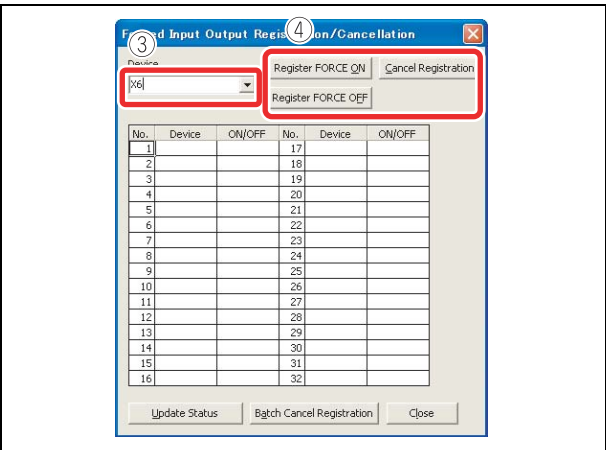 Forced Input Output Registration/Cancellation
③
④
Device
X6
Register FORCE ON
Cancel Registration
Register FORCE OFF
No. Device ON/OFF No. Device ON/OFF
1 17
2 18
3 19
4 20
5 21
6 22
7 23
8 24
9 25
10 26
11 27
12 28
13 29
14 30
15 31
16 32
Update Status Batch Cancel Registration Close